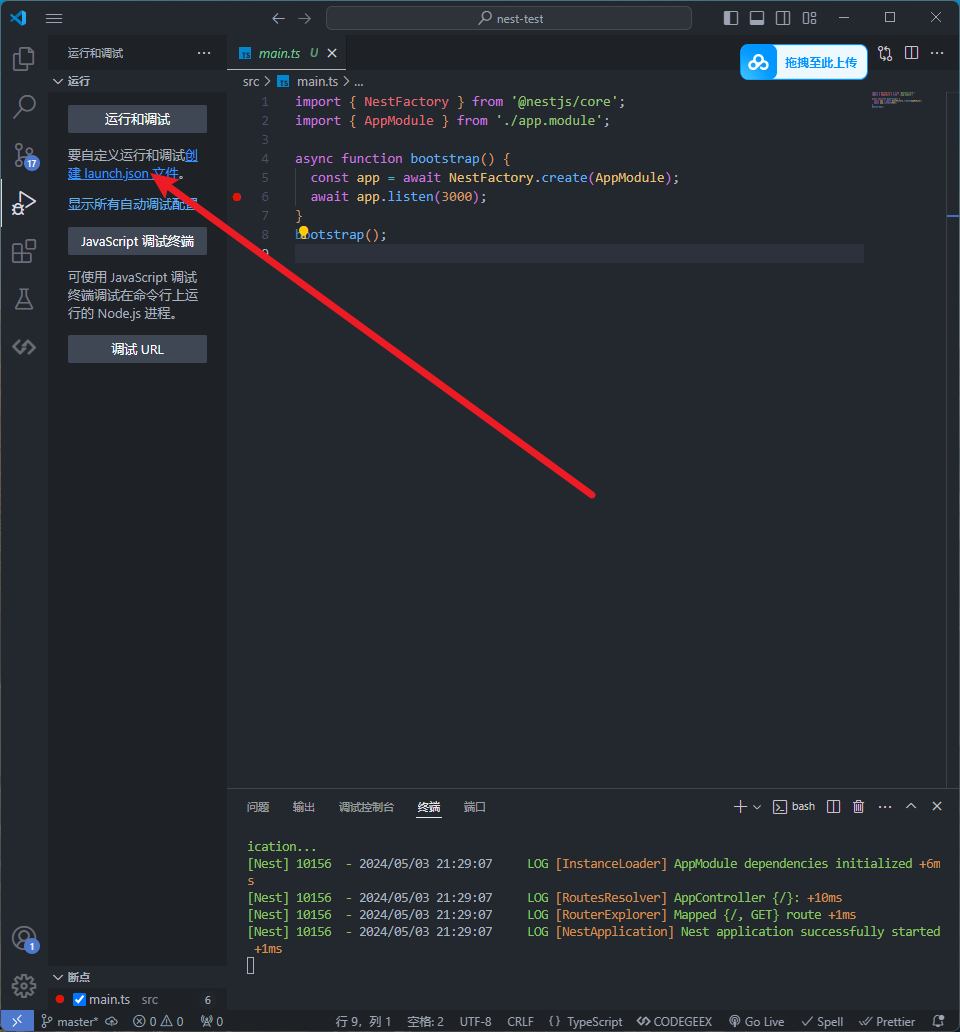 nest-test
运行和调试
运行
运行和调试
要自定义运行和调试创
建 launch.json 文件。
显示所有自动调试配置
JavaScript 调试终端
可使用 JavaScript 调试
终端调试在命令行上运
行的 Node.js 进程。
调试 URL
17
1
断点
main.ts src 6
TS main.ts U
拖拽至此上传
src > TS main.ts > ...
1 import { NestFactory } from '@nestjs/core';
2 import { AppModule } from './app.module';
3
4 async function bootstrap() {
5 const app = await NestFactory.create(AppModule);
6 await app.listen(3000);
7 }
8 bootstrap();
9
问题 输出 调试控制台 终端 端口 bash
ication...
[Nest] 10156 - 2024/05/03 21:29:07 LOG [InstanceLoader] AppModule dependencies initialized +6m
s
[Nest] 10156 - 2024/05/03 21:29:07 LOG [RoutesResolver] AppController {/}: +10ms
[Nest] 10156 - 2024/05/03 21:29:07 LOG [RouterExplorer] Mapped {/, GET} route +1ms
[Nest] 10156 - 2024/05/03 21:29:07 LOG [NestApplication] Nest application successfully started
+1ms
master* 0 0 0 行 9，列 1 空格: 2 UTF-8 CRLF {} TypeScript CODEGEEX Go Live Spell Prettier